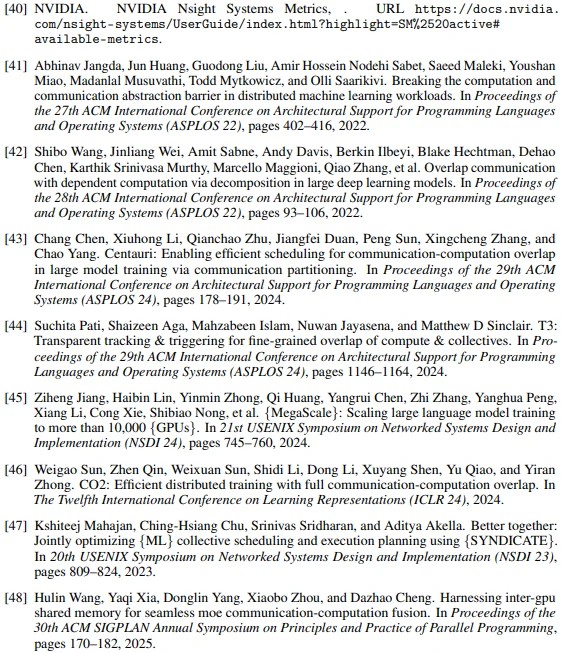 [40] NVIDIA. NVIDIA Nsight Systems Metrics, . URL https://docs.nvidia.
com/nsight-systems/UserGuide/index.html?highlight=SM%2520active#
available-metrics.
[41] Abhinav Jangda, Jun Huang, Guodong Liu, Amir Hossein Nodehi Sabet, Saeed Maleki, Youshan
Miao, Madanlal Musuvathi, Todd Mytkowicz, and Olli Saarikivi. Breaking the computation and
communication abstraction barrier in distributed machine learning workloads. In Proceedings of
the 27th ACM International Conference on Architectural Support for Programming Languages
and Operating Systems (ASPLOS 22), pages 402–416, 2022.
[42] Shibo Wang, Jinliang Wei, Amit Sabne, Andy Davis, Berkin Ilbeyi, Blake Hechtman, Dehao
Chen, Karthik Srinivasa Murthy, Marcello Maggioni, Qiao Zhang, et al. Overlap communication
with dependent computation via decomposition in large deep learning models. In Proceedings of
the 28th ACM International Conference on Architectural Support for Programming Languages
and Operating Systems (ASPLOS 22), pages 93–106, 2022.
[43] Chang Chen, Xiuhong Li, Qianchao Zhu, Jiangfei Duan, Peng Sun, Xingcheng Zhang, and
Chao Yang. Centauri: Enabling efficient scheduling for communication-computation overlap
in large model training via communication partitioning. In Proceedings of the 29th ACM
International Conference on Architectural Support for Programming Languages and Operating
Systems (ASPLOS 24), pages 178–191, 2024.
[44] Suchita Pati, Shaizeen Aga, Mahzabeen Islam, Nuwan Jayasena, and Matthew D Sinclair. T3:
Transparent tracking & triggering for fine-grained overlap of compute & collectives. In Pro-
ceedings of the 29th ACM International Conference on Architectural Support for Programming
Languages and Operating Systems (ASPLOS 24), pages 1146–1164, 2024.
[45] Ziheng Jiang, Haibin Lin, Yinmin Zhong, Qi Huang, Yangrui Chen, Zhi Zhang, Yanghua Peng,
Xiang Li, Cong Xie, Shibiao Nong, et al. {MegaScale}: Scaling large language model training
to more than 10,000 {GPUs}. In 21st USENIX Symposium on Networked Systems Design and
Implementation (NSDI 24), pages 745–760, 2024.
[46] Weigao Sun, Zhen Qin, Weixuan Sun, Shidi Li, Dong Li, Xuyang Shen, Yu Qiao, and Yiran
Zhong. CO2: Efficient distributed training with full communication-computation overlap. In
The Twelfth International Conference on Learning Representations (ICLR 24), 2024.
[47] Kshiteej Mahajan, Ching-Hsiang Chu, Srinivas Sridharan, and Aditya Akella. Better together:
Jointly optimizing {ML} collective scheduling and execution planning using {SYNDICATE}.
In 20th USENIX Symposium on Networked Systems Design and Implementation (NSDI 23),
pages 809–824, 2023.
[48] Hulin Wang, Yaqi Xia, Donglin Yang, Xiaobo Zhou, and Dazhao Cheng. Harnessing inter-gpu
shared memory for seamless moe communication-computation fusion. In Proceedings of the
30th ACM SIGPLAN Annual Symposium on Principles and Practice of Parallel Programming,
pages 170–182, 2025.